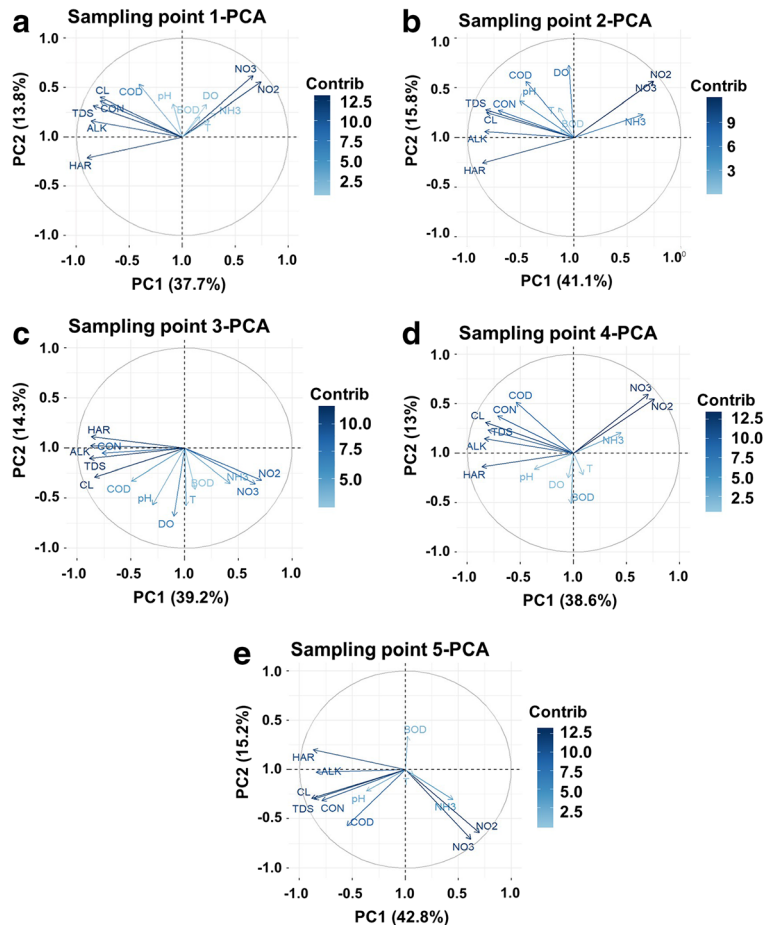 a
Sampling point 1-PCA
1.0
0.5
1.0
-0.5
-1.0
PC2 (13.8%)
NO3
NO2
CL
COD
pH
DO
CON
COD
NH3
TDS
T
ALK
HAR
-1.0 -0.5 1.0 0.5 1.0
PC1 (37.7%)
Contrib
12.5
10.0
7.5
5.0
2.5
b
Sampling point 2-PCA
1.0
0.5
1.0
-0.5
-1.0
PC2 (15.8%)
DO
COD
NO2
NO3
pH
TDS
CON
T
CL
BOD
NH3
ALK
HAR
-1.0 -0.5 0.0 0.5 1.0
PC1 (41.1%)
Contrib
9
6
3
c
Sampling point 3-PCA
1.0
0.5
1.0
-0.5
-1.0
PC2 (14.3%)
HAR
CON
ALK
TDS
CL
COD
pH
DO
T
BOD
NH3
NO2
NO3
-1.0 -0.5 1.0 0.5 1.0
PC1 (39.2%)
Contrib
10.0
7.5
5.0
d
Sampling point 4-PCA
1.0
0.5
1.0
-0.5
-1.0
PC2 (13%)
COD
NO3
NO2
CL
CON
TDS
NH3
ALK
HAR
pH
T
DO
BOD
-1.0 -0.5 1.0 0.5 1.0
PC1 (38.6%)
Contrib
12.5
10.0
7.5
5.0
2.5
e
Sampling point 5-PCA
1.0
0.5
1.0
-0.5
-1.0
PC2 (15.2%)
BOD
HAR
ALK
T
CL
TDS
CON
pH
COD
NH3
NO2
NO3
-1.0 -0.5 1.0 0.5 1.0
PC1 (42.8%)
Contrib
12.5
10.0
7.5
5.0
2.5